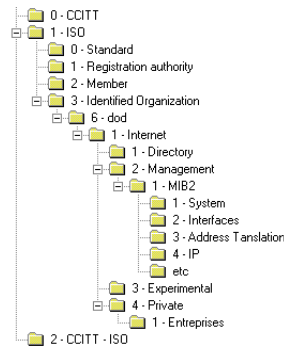 0 - CCITT
1 - ISO
0 - Standard
1 - Registration authority
2 - Member
3 - Identified Organization
6 - dod
1 - Internet
1 - Directory
2 - Management
1 - MIB2
1 - System
2 - Interfaces
3 - Address Tanslation
4 - IP
etc
3 - Experimental
4 - Private
1 - Entreprises
2 - CCITT - ISO